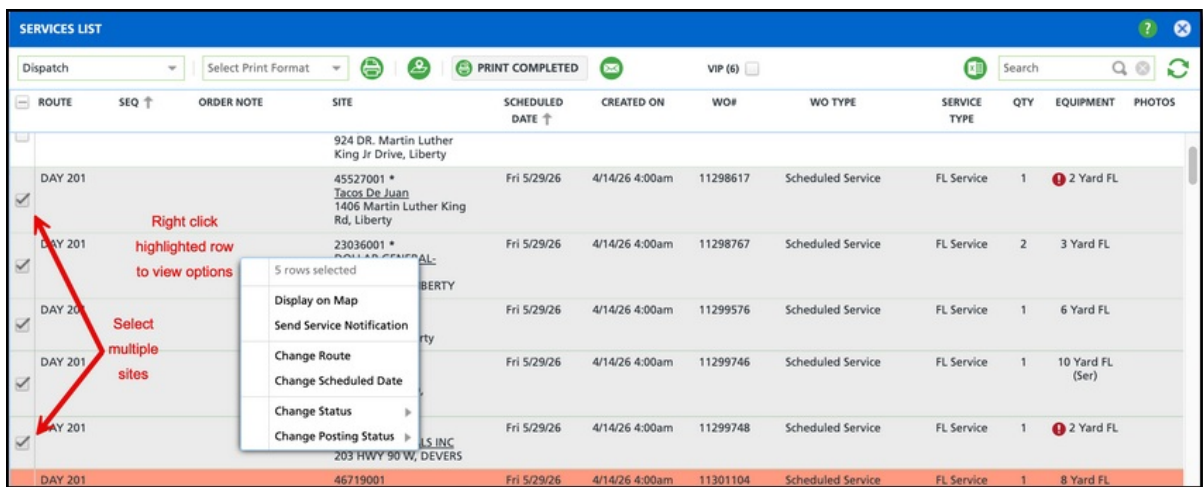 SERVICES LIST
?
Dispatch Select Print Format PRINT COMPLETED VIP (6) Search
ROUTE SEQ ORDER NOTE SITE SCHEDULED DATE CREATED ON WO# WO TYPE SERVICE TYPE QTY EQUIPMENT PHOTOS
924 DR. Martin Luther
King Jr Drive, Liberty
DAY 201 45527001 * Fri 5/29/26 4/14/26 4:00am 11298617 Scheduled Service FL Service 1 2 Yard FL
Tacos De Juan
1406 Martin Luther King
Rd, Liberty
Right click
highlighted row
to view options
DAY 201 23036001 * Fri 5/29/26 4/14/26 4:00am 11298767 Scheduled Service FL Service 2 3 Yard FL
DOLLAR GENERAL-
IBERTY
5 rows selected
Display on Map
Send Service Notification
Change Route
Change Scheduled Date
Change Status
Change Posting Status
DAY 201 Fri 5/29/26 4/14/26 4:00am 11299576 Scheduled Service FL Service 1 6 Yard FL
rty
Select
multiple
sites
DAY 201 Fri 5/29/26 4/14/26 4:00am 11299746 Scheduled Service FL Service 1 10 Yard FL
(Ser)
DAY 201 Fri 5/29/26 4/14/26 4:00am 11299748 Scheduled Service FL Service 1 2 Yard FL
LS INC
203 HWY 90 W, DEVERS
DAY 201 46719001 Fri 5/29/26 4/14/26 4:00am 11301104 Scheduled Service FL Service 1 8 Yard FL